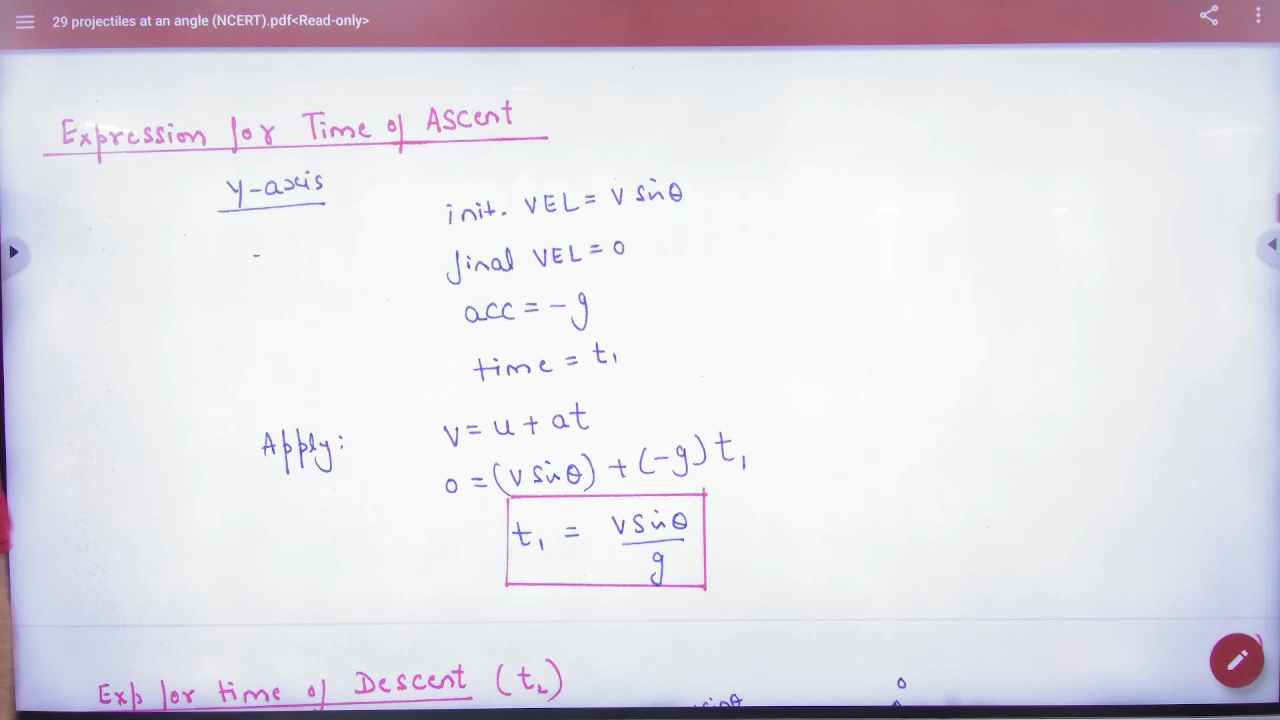 29 projectiles at an angle (NCERT).pdf<Read-only>
Expression for Time of Ascent
Y-axis
init. VEL = v sinθ
final VEL = 0
acc = -g
time = t₁
Apply:
v = u + at
0 = (v sinθ) + (-g) t₁
t₁ = v sinθ / g
Exp for time of Descent (t₂)
0